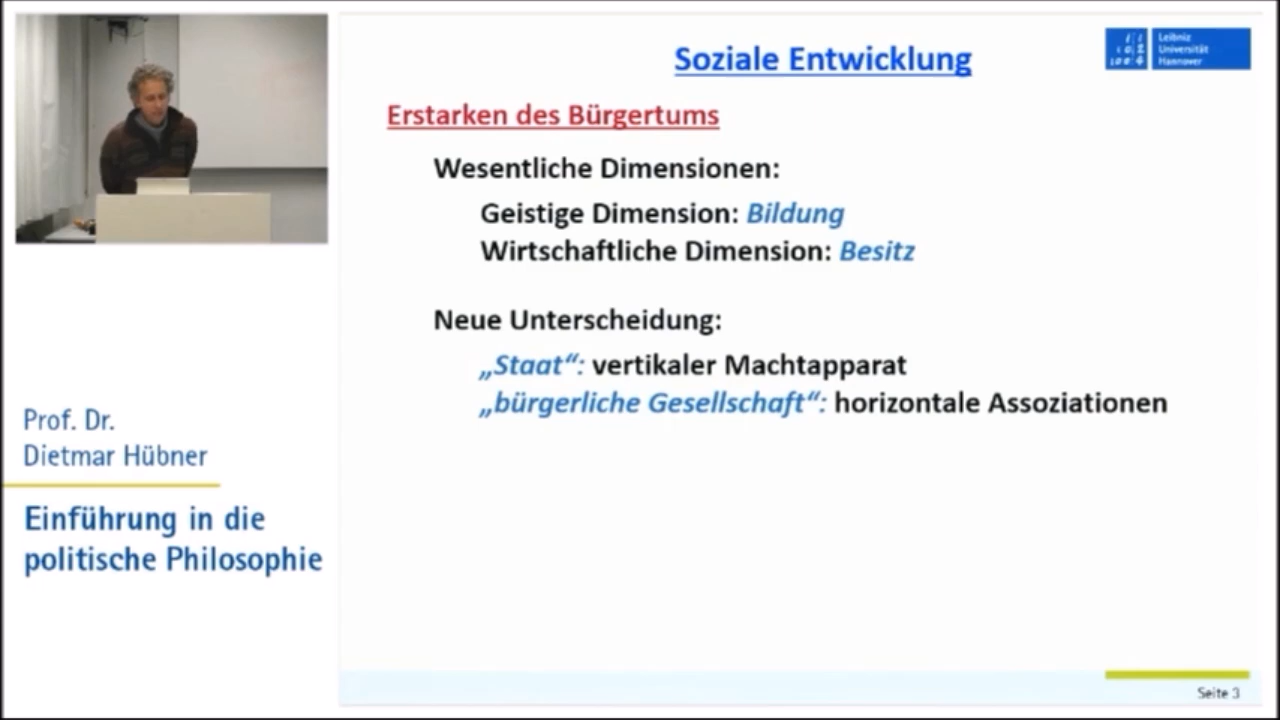 Soziale Entwicklung
Leibniz
Universität
Hannover
Erstarken des Bürgertums
Wesentliche Dimensionen:
Geistige Dimension: Bildung
Wirtschaftliche Dimension: Besitz
Neue Unterscheidung:
„Staat“: vertikaler Machtapparat
„bürgerliche Gesellschaft“: horizontale Assoziationen
Prof. Dr.
Dietmar Hübner
Einführung in die
politische Philosophie
Seite 3